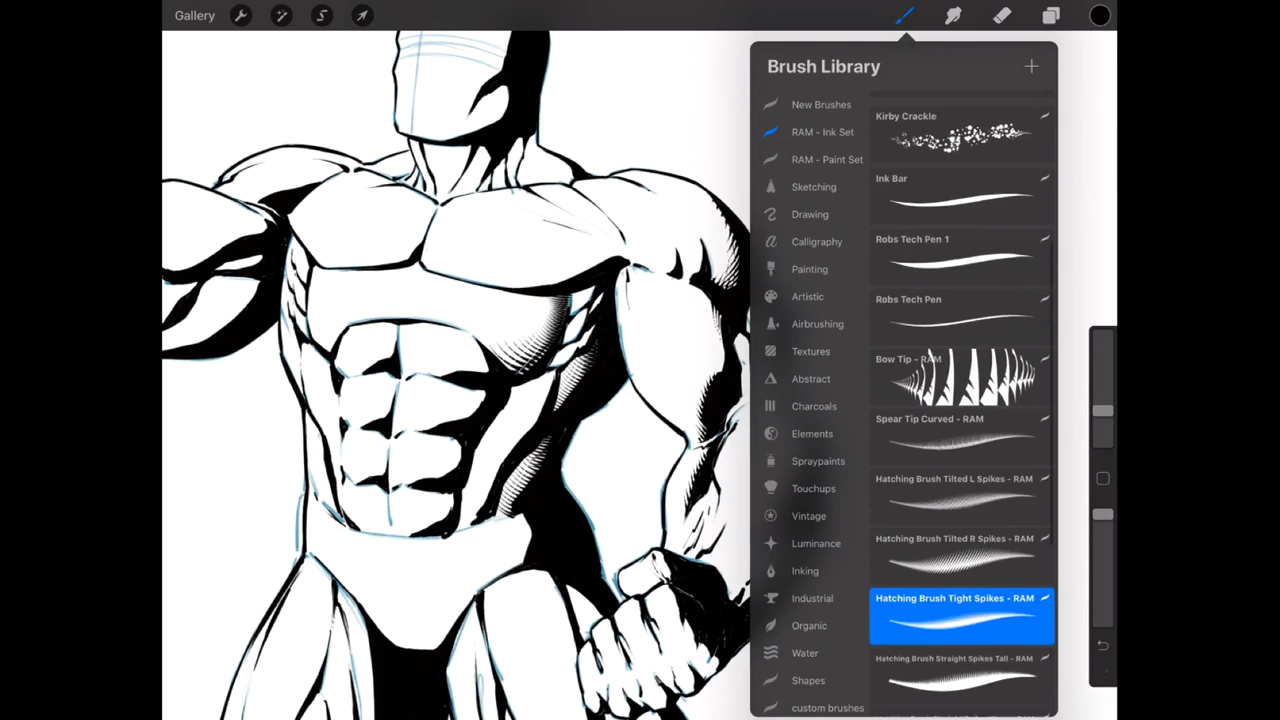 Gallery
Brush Library
New Brushes
RAM - Ink Set
RAM - Paint Set
Sketching
Drawing
Calligraphy
Painting
Artistic
Airbrushing
Textures
Abstract
Charcoals
Elements
Spraypaints
Touchups
Vintage
Luminance
Inking
Industrial
Organic
Water
Shapes
custom brushes
Kirby Crackle
Ink Bar
Robs Tech Pen 1
Robs Tech Pen
Bow Tip - RAM
Spear Tip Curved - RAM
Hatching Brush Tilted L Spikes - RAM
Hatching Brush Tilted R Spikes - RAM
Hatching Brush Tight Spikes - RAM
Hatching Brush Straight Spikes Tall - RAM